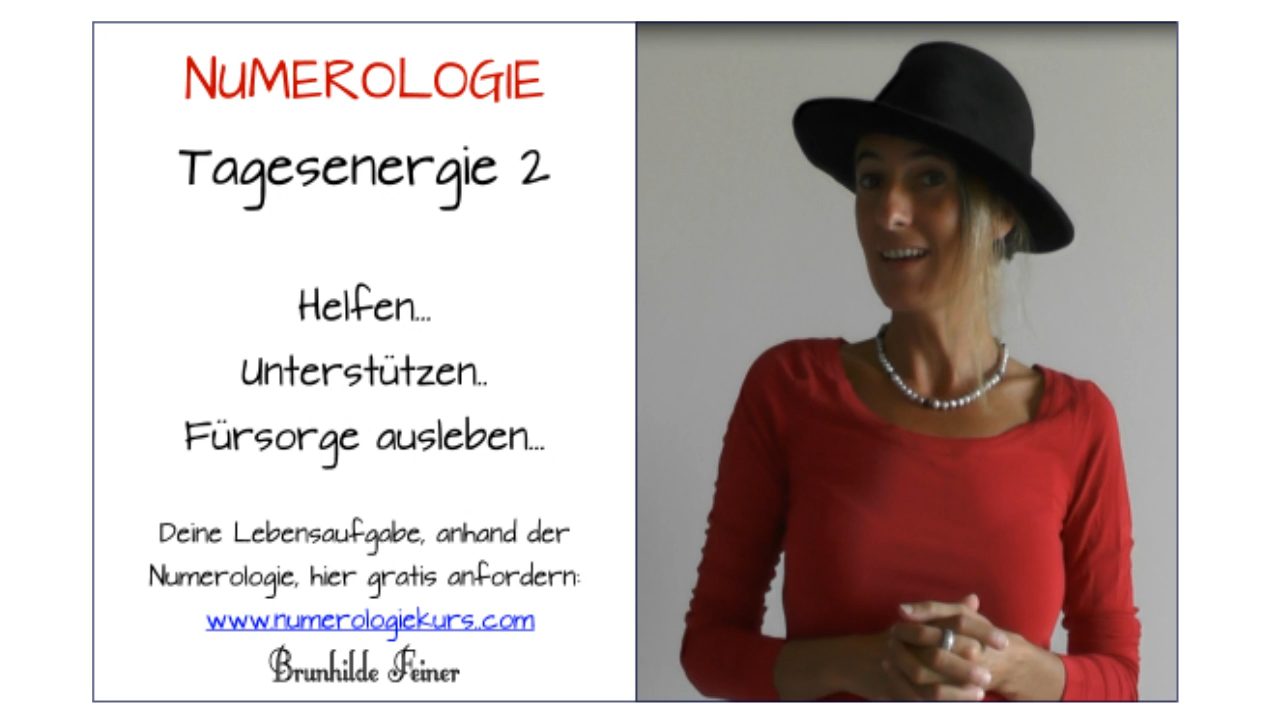 NUMEROLOGIE
Tagesenergie 2
Helfen...
Unterstützen..
Fürsorge ausleben...
Deine Lebensaufgabe, anhand der
Numerologie, hier gratis anfordern:
www.numerologiekurs.com
Brunhilde Feiner